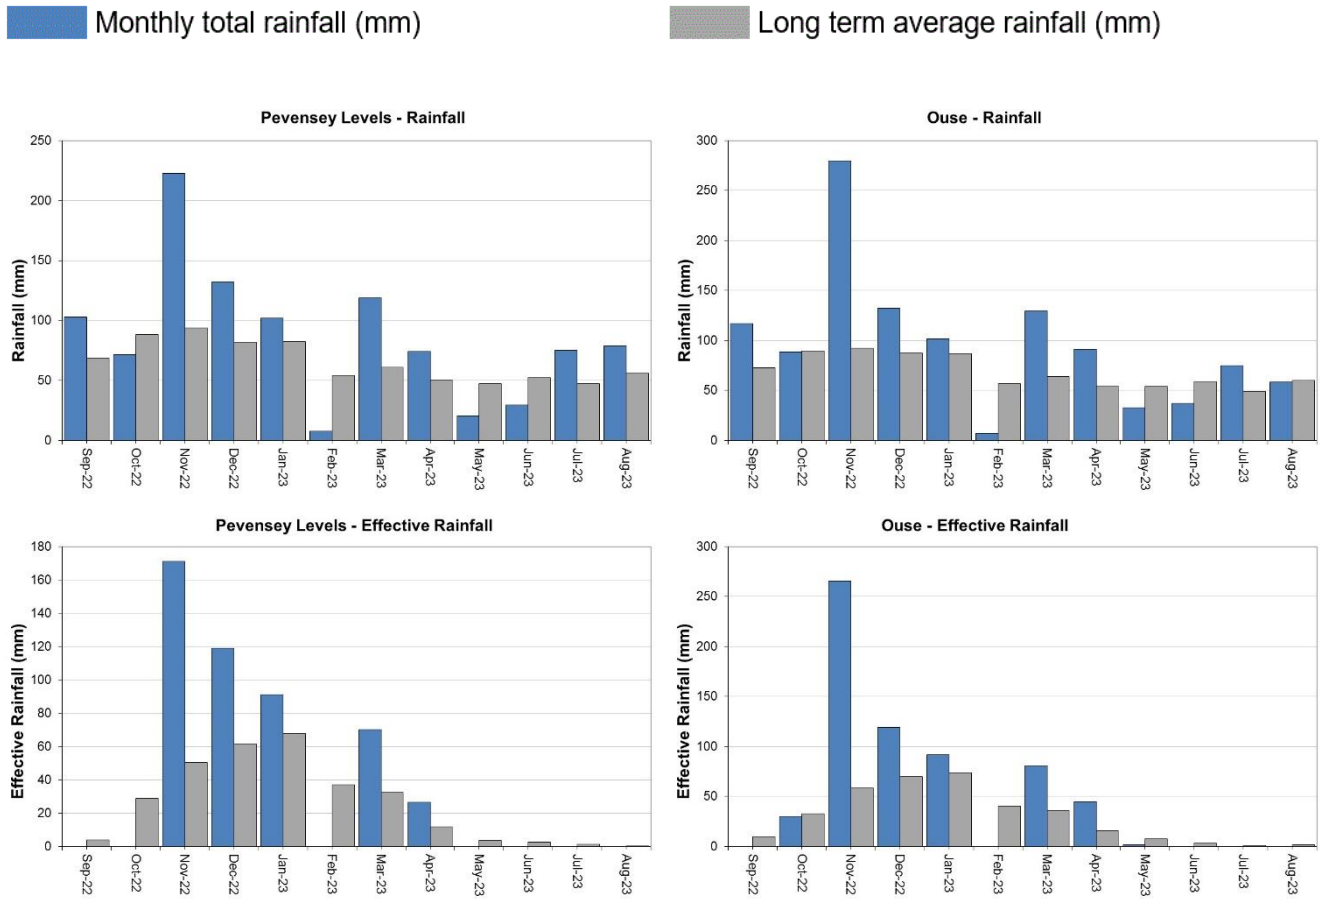 Monthly total rainfall (mm)
Long term average rainfall (mm)
Pevensey Levels - Rainfall
Rainfall (mm)
250
200
150
100
50
0
Sep-22
Oct-22
Nov-22
Dec-22
Jan-23
Feb-23
Mar-23
Apr-23
May-23
Jun-23
Jul-23
Aug-23
Ouse - Rainfall
Rainfall (mm)
300
250
200
150
100
50
0
Sep-22
Oct-22
Nov-22
Dec-22
Jan-23
Feb-23
Mar-23
Apr-23
May-23
Jun-23
Jul-23
Aug-23
Pevensey Levels - Effective Rainfall
Effective Rainfall (mm)
180
160
140
120
100
80
60
40
20
0
Sep-22
Oct-22
Nov-22
Dec-22
Jan-23
Feb-23
Mar-23
Apr-23
May-23
Jun-23
Jul-23
Aug-23
Ouse - Effective Rainfall
Effective Rainfall (mm)
300
250
200
150
100
50
0
Sep-22
Oct-22
Nov-22
Dec-22
Jan-23
Feb-23
Mar-23
Apr-23
May-23
Jun-23
Jul-23
Aug-23